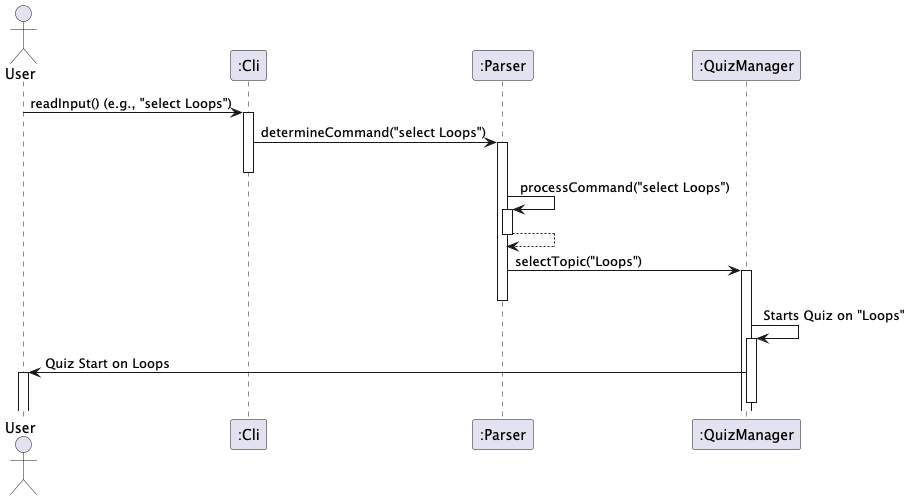 User
:Cli
:Parser
:QuizManager
readInput() (e.g., "select Loops")
determineCommand("select Loops")
processCommand("select Loops")
selectTopic("Loops")
Starts Quiz on "Loops"
Quiz Start on Loops
User
:Cli
:Parser
:QuizManager